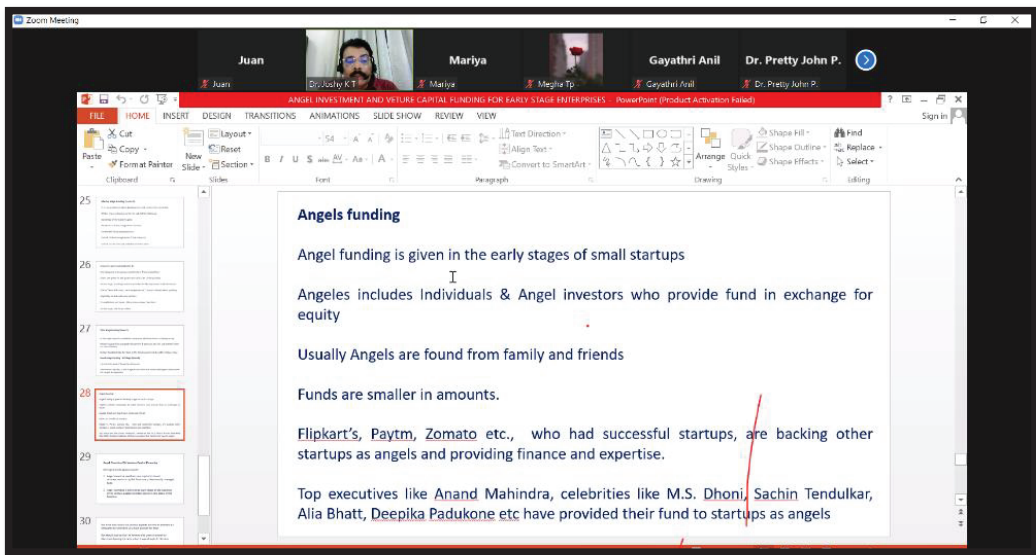 Zoom Meeting
Juan
Mariya
Gayathri Anil
Dr. Pretty John P.
Juan
Dr. Joshy K T
Mariya
Megha Tp
Gayathri Anil
Dr. Pretty John P.
ANGEL INVESTMENT AND VETURE CAPITAL FUNDING FOR EARLY STAGE ENTERPRISES - PowerPoint (Product Activation Failed)
FILE HOME INSERT DESIGN TRANSITIONS ANIMATIONS SLIDE SHOW REVIEW VIEW Sign in
Cut
Copy
Format Painter
Paste
Clipboard
New Slide
Layout
Reset
Section
Slides
54
Font
Text Direction
Align Text
Convert to SmartArt
Paragraph
Arrange
Quick Styles
Shape Fill
Shape Outline
Shape Effects
Drawing
Find
Replace
Select
Editing
25
26
27
28
29
30
Angels funding
Angel funding is given in the early stages of small startups
Angeles includes Individuals & Angel investors who provide fund in exchange for
equity
Usually Angels are found from family and friends
Funds are smaller in amounts.
Flipkart's, Paytm, Zomato etc., who had successful startups, are backing other
startups as angels and providing finance and expertise.
Top executives like Anand Mahindra, celebrities like M.S. Dhoni, Sachin Tendulkar,
Alia Bhatt, Deepika Padukone etc have provided their fund to startups as angels